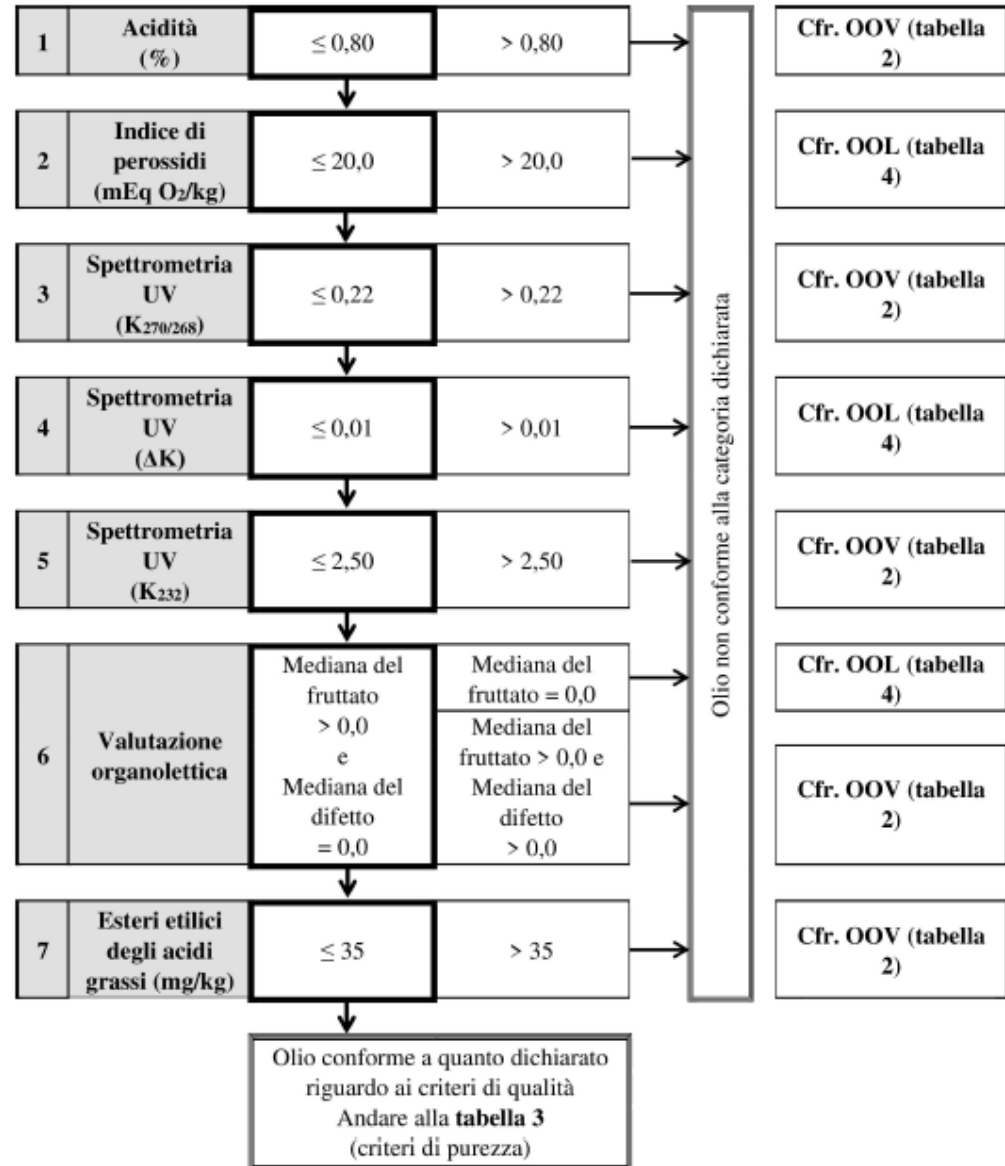 1
Acidità
(%)
≤ 0,80
> 0,80
Cfr. OOV (tabella
2)
2
Indice di
perossidi
(mEq O2/kg)
≤ 20,0
> 20,0
Cfr. OOL (tabella
4)
3
Spettrometria
UV
(K270/268)
≤ 0,22
> 0,22
Cfr. OOV (tabella
2)
4
Spettrometria
UV
(ΔK)
≤ 0,01
> 0,01
Cfr. OOL (tabella
4)
5
Spettrometria
UV
(K232)
≤ 2,50
> 2,50
Cfr. OOV (tabella
2)
6
Valutazione
organolettica
Mediana del
fruttato
> 0,0
e
Mediana del
difetto
= 0,0
Mediana del
fruttato = 0,0
Cfr. OOL (tabella
4)
Mediana del
fruttato > 0,0 e
Mediana del
difetto
> 0,0
Cfr. OOV (tabella
2)
7
Esteri etilici
degli acidi
grassi (mg/kg)
≤ 35
> 35
Cfr. OOV (tabella
2)
Olio non conforme alla categoria dichiarata
Olio conforme a quanto dichiarato
riguardo ai criteri di qualità
Andare alla tabella 3
(criteri di purezza)